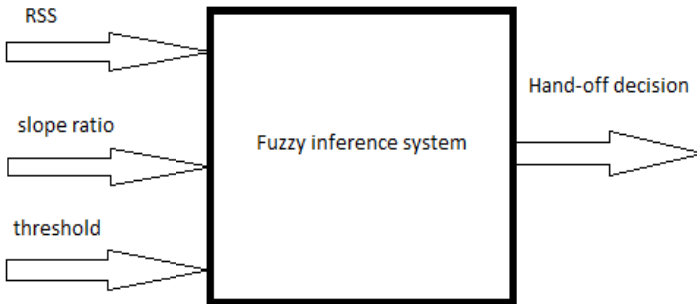 RSS
slope ratio
threshold
Fuzzy inference system
Hand-off decision